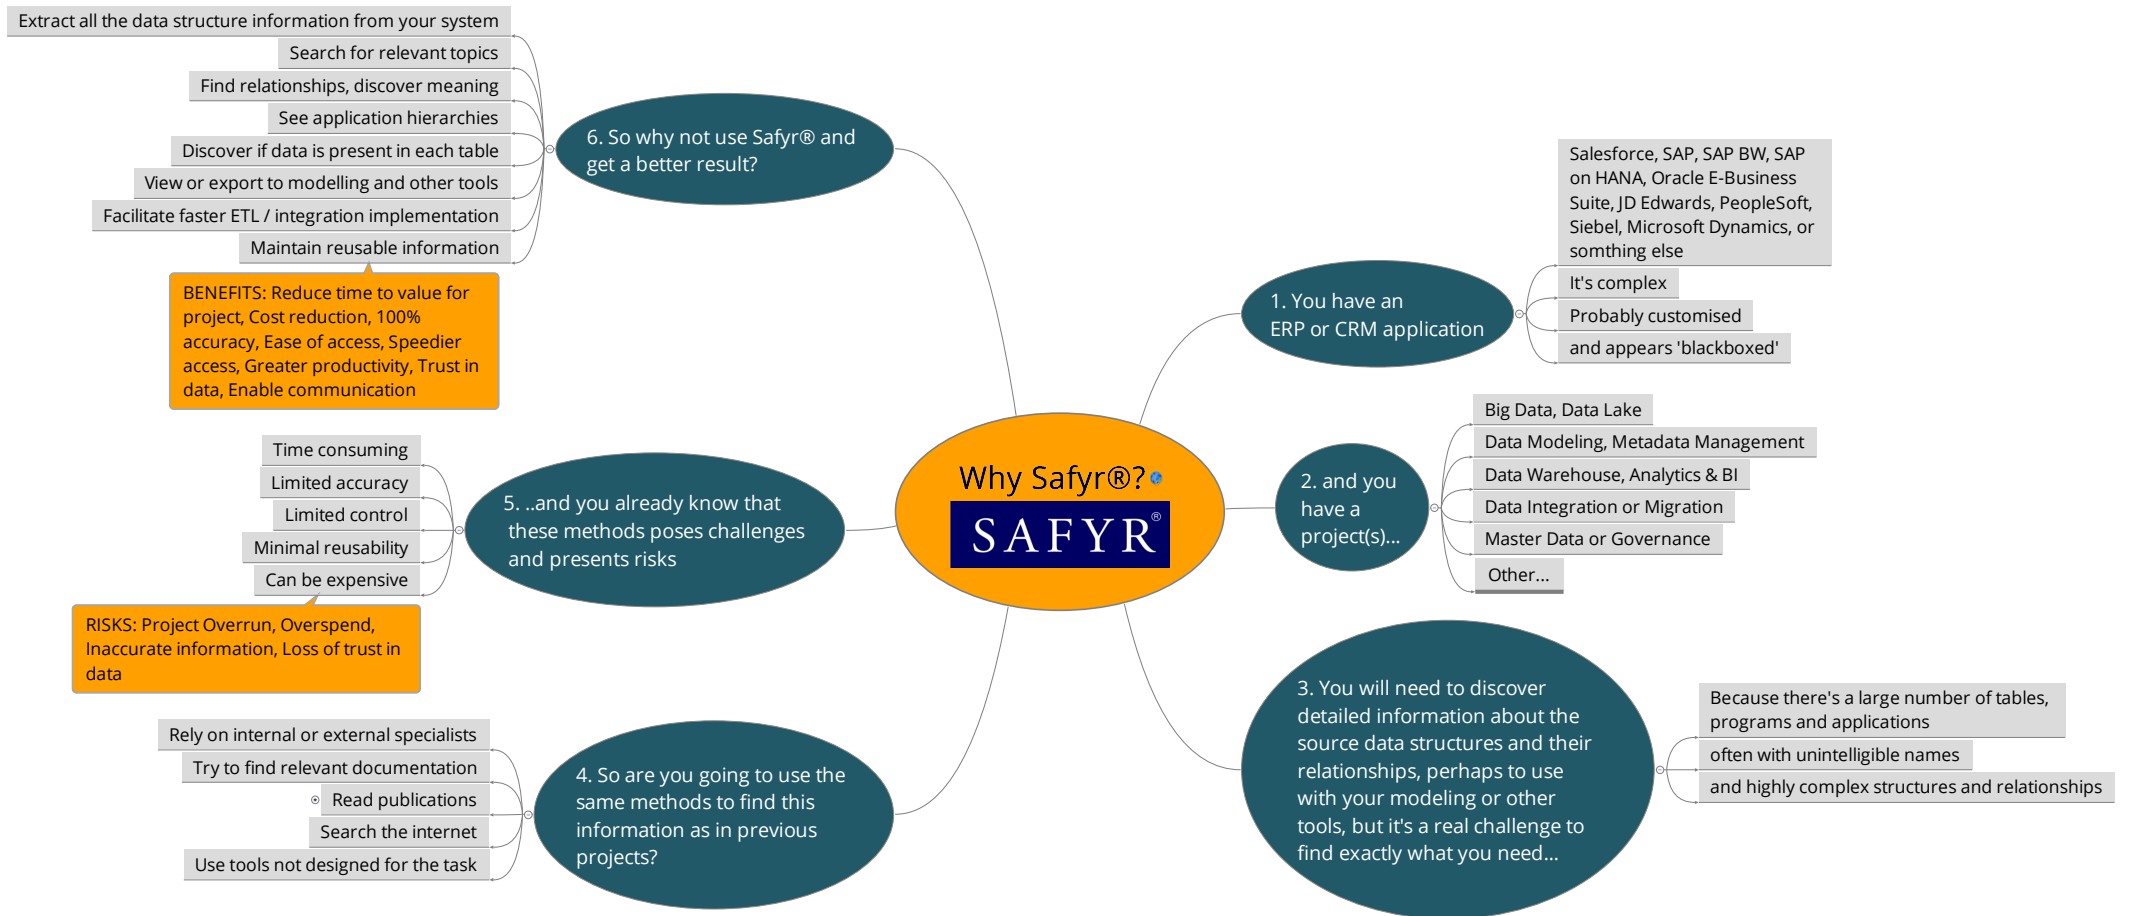 Why Safyr®?
SAFYR®
1. You have an
ERP or CRM application
Salesforce, SAP, SAP BW, SAP
on HANA, Oracle E-Business
Suite, JD Edwards, PeopleSoft,
Siebel, Microsoft Dynamics, or
somthing else
It's complex
Probably customised
and appears 'blackboxed'
2. and you
have a
project(s)...
Big Data, Data Lake
Data Modeling, Metadata Management
Data Warehouse, Analytics & BI
Data Integration or Migration
Master Data or Governance
Other...
3. You will need to discover
detailed information about the
source data structures and their
relationships, perhaps to use
with your modeling or other
tools, but it's a real challenge to
find exactly what you need...
Because there's a large number of tables,
programs and applications
often with unintelligible names
and highly complex structures and relationships
4. So are you going to use the
same methods to find this
information as in previous
projects?
Rely on internal or external specialists
Try to find relevant documentation
Read publications
Search the internet
Use tools not designed for the task
5. ..and you already know that
these methods poses challenges
and presents risks
Time consuming
Limited accuracy
Limited control
Minimal reusability
Can be expensive
RISKS: Project Overrun, Overspend,
Inaccurate information, Loss of trust in
data
6. So why not use Safyr® and
get a better result?
Extract all the data structure information from your system
Search for relevant topics
Find relationships, discover meaning
See application hierarchies
Discover if data is present in each table
View or export to modelling and other tools
Facilitate faster ETL / integration implementation
Maintain reusable information
BENEFITS: Reduce time to value for
project, Cost reduction, 100%
accuracy, Ease of access, Speedier
access, Greater productivity, Trust in
data, Enable communication